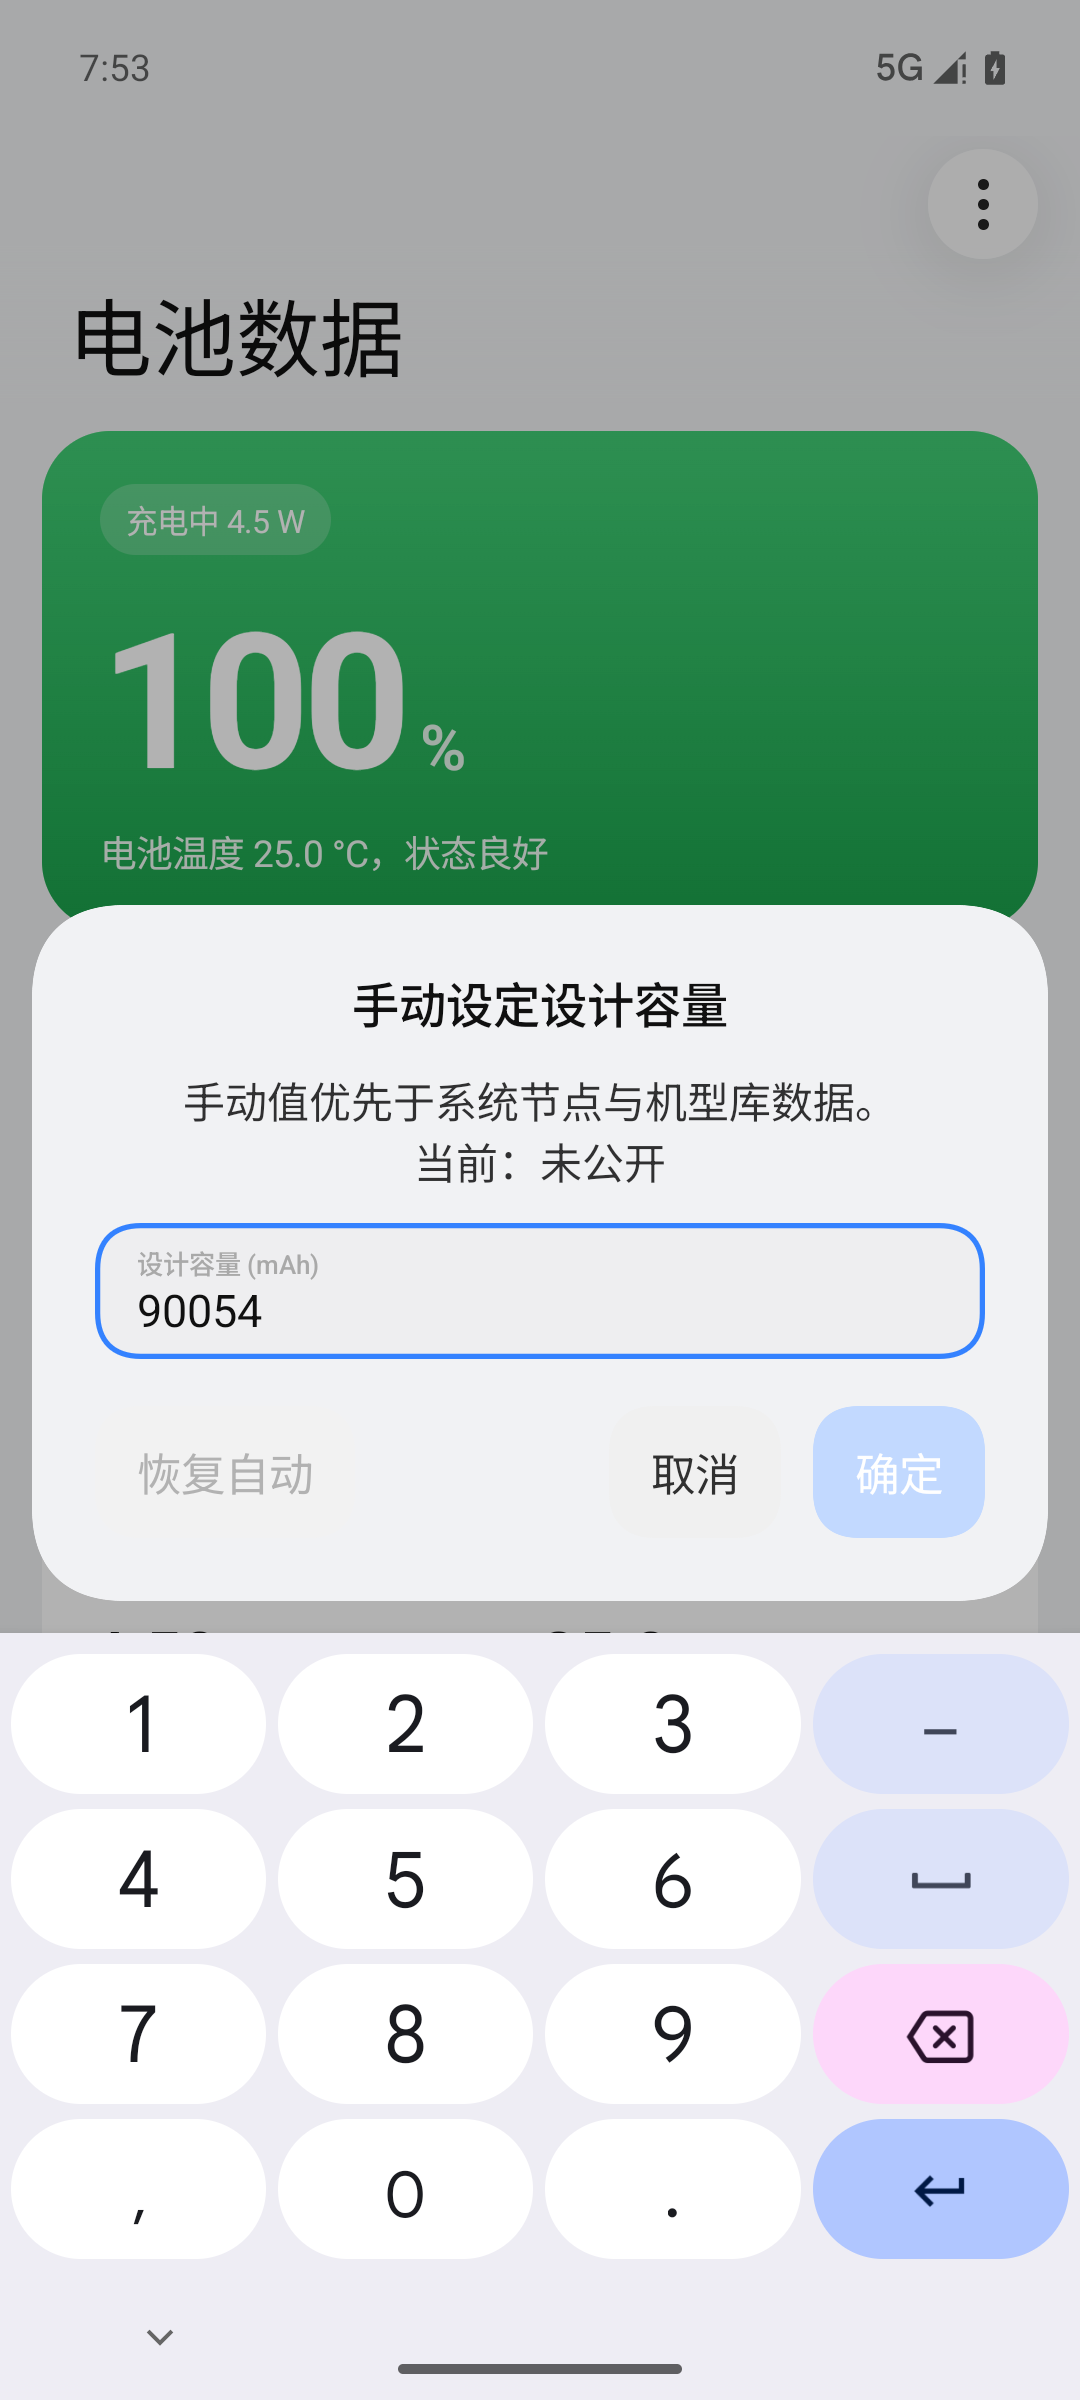 7:53
5G
电池数据
充电中 4.5 W
100 %
电池温度 25.0 °C，状态良好
手动设定设计容量
手动值优先于系统节点与机型库数据。
当前：未公开
设计容量 (mAh)
90054
恢复自动
取消
确定
1 2 3 –
4 5 6
7 8 9
, 0 .